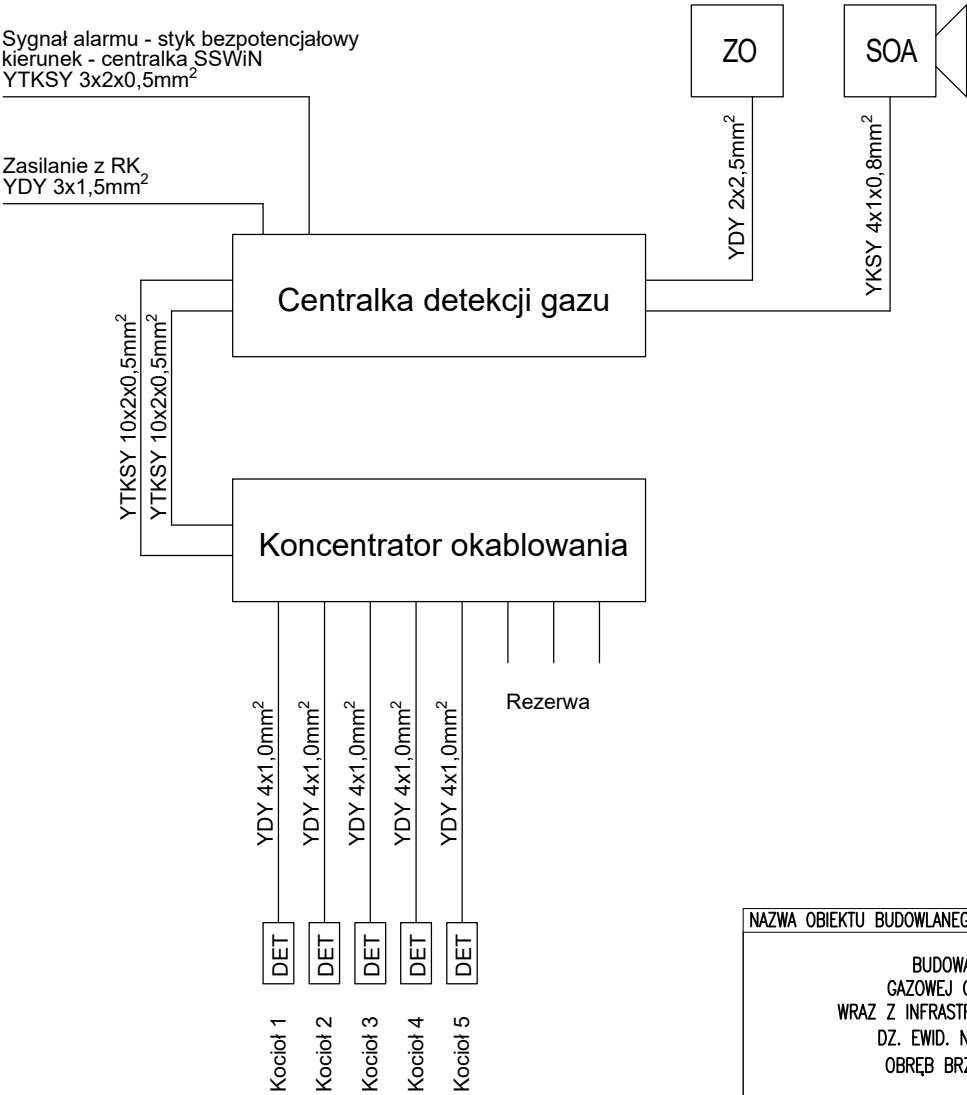 Sygnał alarmu - styk bezpotencjałowy
kierunek - centralka SSWiN
YTKSY 3x2x0,5mm²
Zasilanie z RK
YDY 3x1,5mm²
ZO
SOA
YDY 2x2,5mm²
YKSY 4x1x0,8mm²
Centralka detekcji gazu
YTKSY 10x2x0,5mm²
YTKSY 10x2x0,5mm²
Koncentrator okablowania
Rezerwa
YDY 4x1,0mm²
YDY 4x1,0mm²
YDY 4x1,0mm²
YDY 4x1,0mm²
YDY 4x1,0mm²
DET
DET
DET
DET
DET
Kocioł 1
Kocioł 2
Kocioł 3
Kocioł 4
Kocioł 5
NAZWA OBIEKTU
BUDOWA
GAZOWEJ
WRAZ Z
DZ. EWID.
OBRĘB